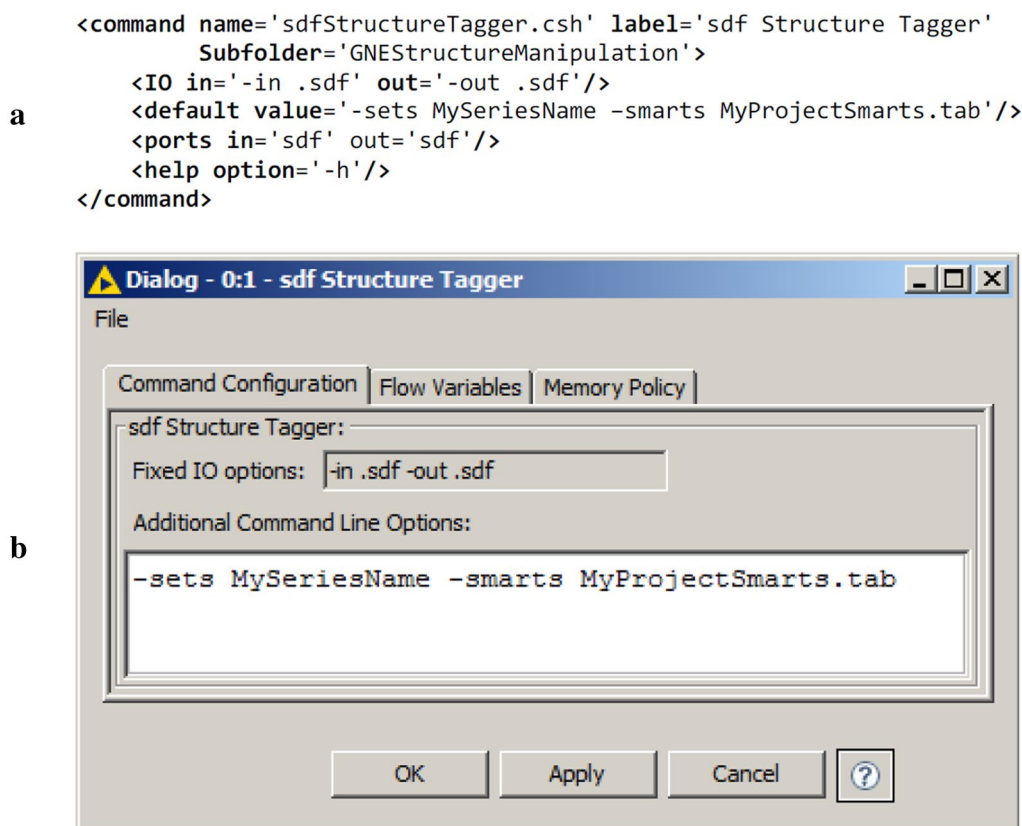 <command name='sdfStructureTagger.csh' label='sdf Structure Tagger'
Subfolder='GNEStructureManipulation'>
<IO in='-in .sdf' out='-out .sdf'/>
a
<default value='-sets MySeriesName –smarts MyProjectSmarts.tab'/>
<ports in='sdf' out='sdf'/>
<help option='-h'/>
</command>
Dialog - 0:1 - sdf Structure Tagger
File
Command Configuration Flow Variables Memory Policy
sdf Structure Tagger:
Fixed IO options: -in .sdf -out .sdf
Additional Command Line Options:
b
-sets MySeriesName -smarts MyProjectSmarts.tab
OK Apply Cancel ?